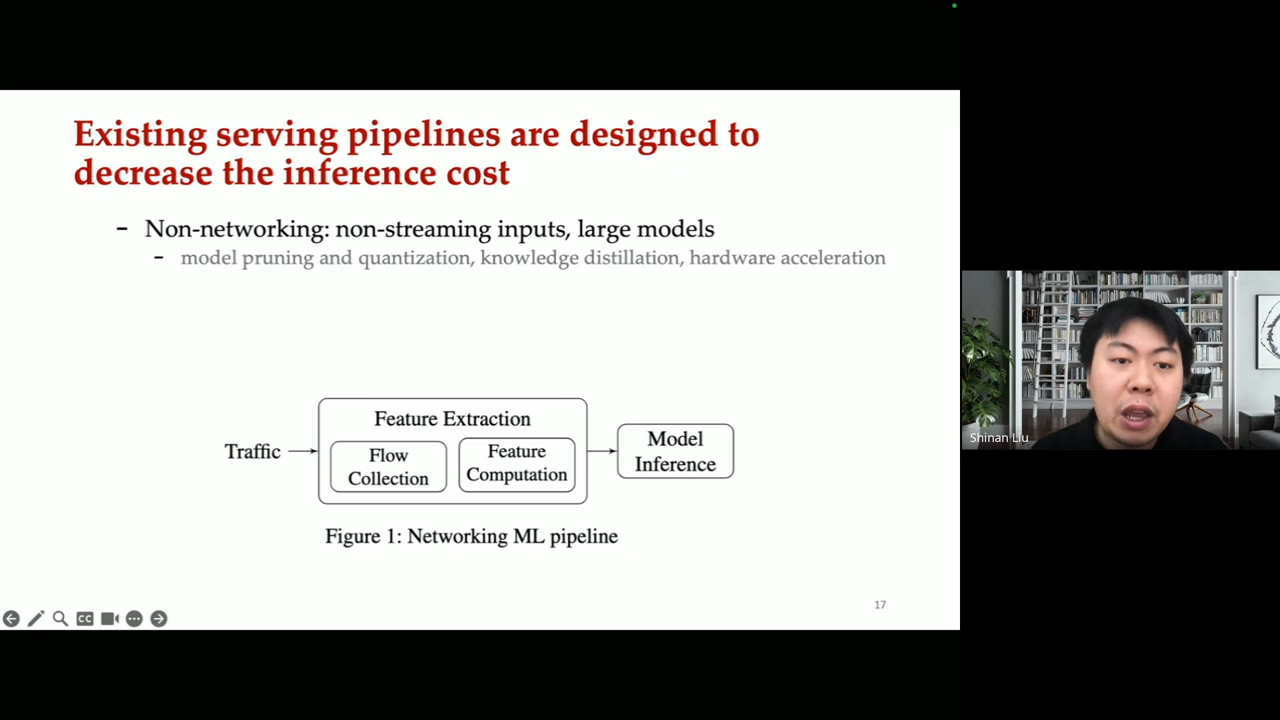 Existing serving pipelines are designed to
decrease the inference cost
- Non-networking: non-streaming inputs, large models
- model pruning and quantization, knowledge distillation, hardware acceleration
Feature Extraction
Traffic
Flow
Collection
Feature
Computation
Model
Inference
Figure 1: Networking ML pipeline
17
CC
Shinan Liu